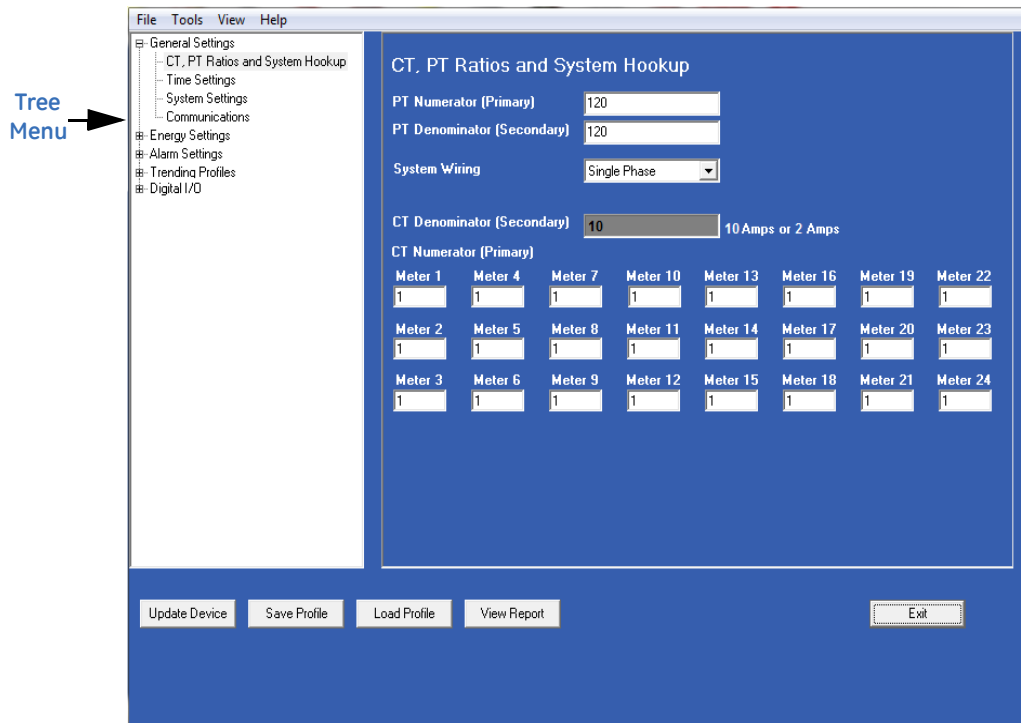 File Tools View Help
General Settings
CT, PT Ratios and System Hookup
Time Settings
System Settings
Communications
Energy Settings
Alarm Settings
Trending Profiles
Digital I/O
Tree
Menu
CT, PT Ratios and System Hookup
PT Numerator (Primary) 120
PT Denominator (Secondary) 120
System Wiring Single Phase
CT Denominator (Secondary) 10 10 Amps or 2 Amps
CT Numerator (Primary)
Meter 1 Meter 4 Meter 7 Meter 10 Meter 13 Meter 16 Meter 19 Meter 22
1 1 1 1 1 1 1 1
Meter 2 Meter 5 Meter 8 Meter 11 Meter 14 Meter 17 Meter 20 Meter 23
1 1 1 1 1 1 1 1
Meter 3 Meter 6 Meter 9 Meter 12 Meter 15 Meter 18 Meter 21 Meter 24
1 1 1 1 1 1 1 1
Update Device Save Profile Load Profile View Report Exit